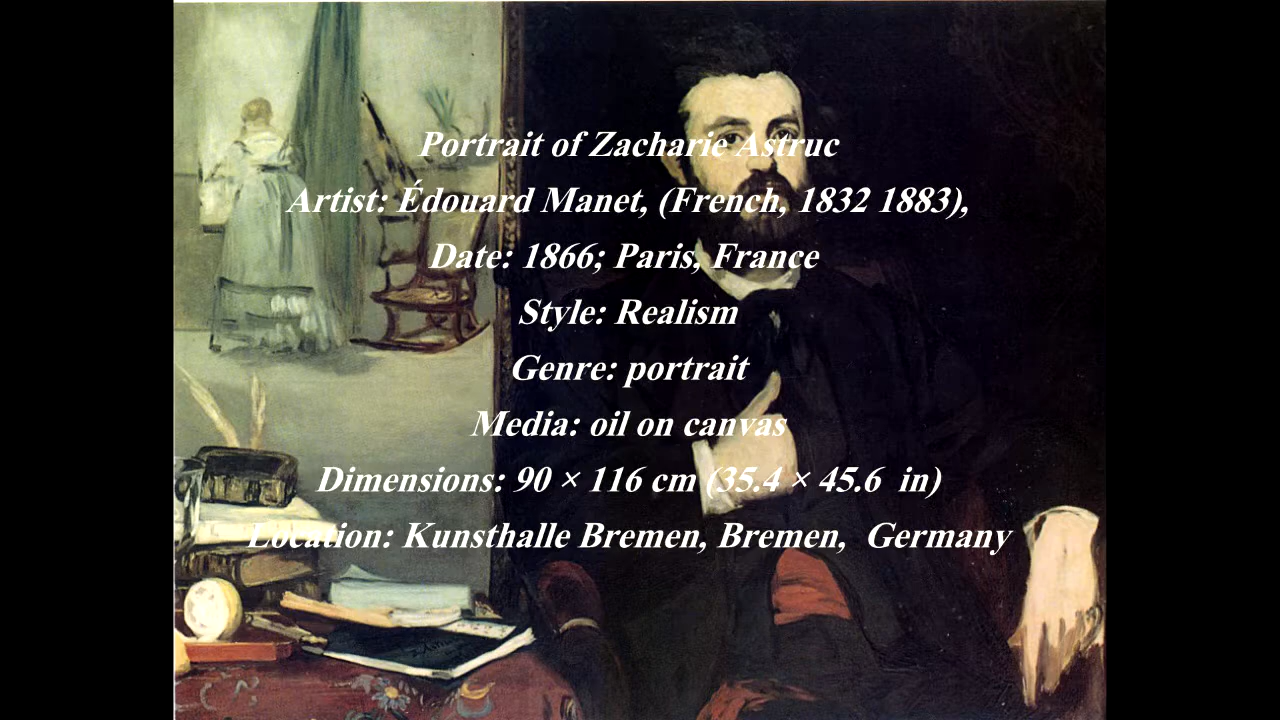 Portrait of Zacharie Astruc
Artist: Édouard Manet, (French, 1832 1883),
Date: 1866; Paris, France
Style: Realism
Genre: portrait
Media: oil on canvas
Dimensions: 90 × 116 cm (35.4 × 45.6  in)
Location: Kunsthalle Bremen, Bremen,  Germany